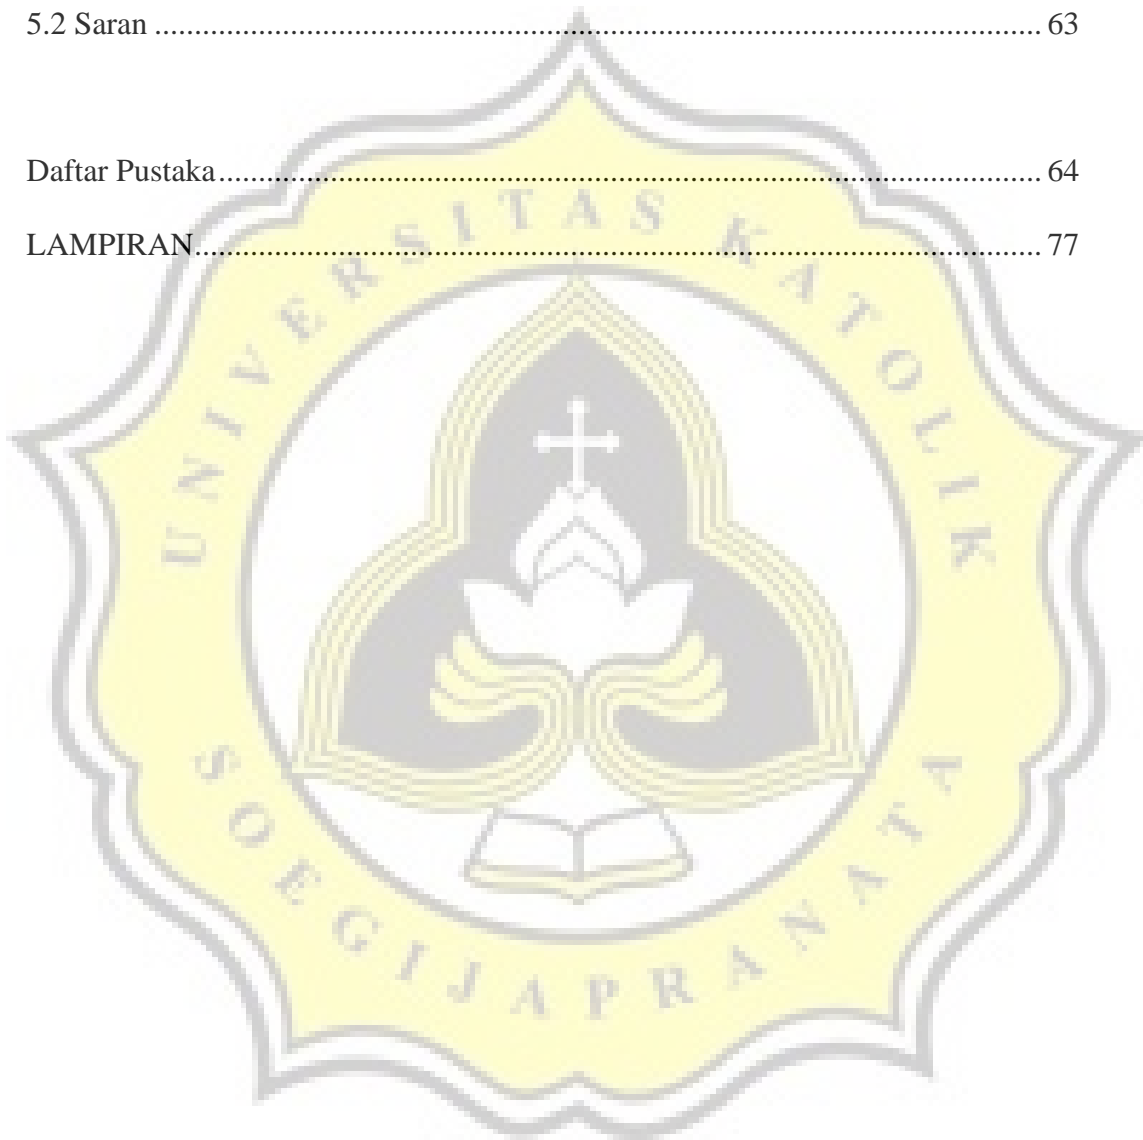 5.2 Saran ................................................................................................................ 63
Daftar Pustaka........................................................................................................ 64
LAMPIRAN........................................................................................................... 77
UNIVERSITAS KATOLIK
SOEGIJAPRANATA